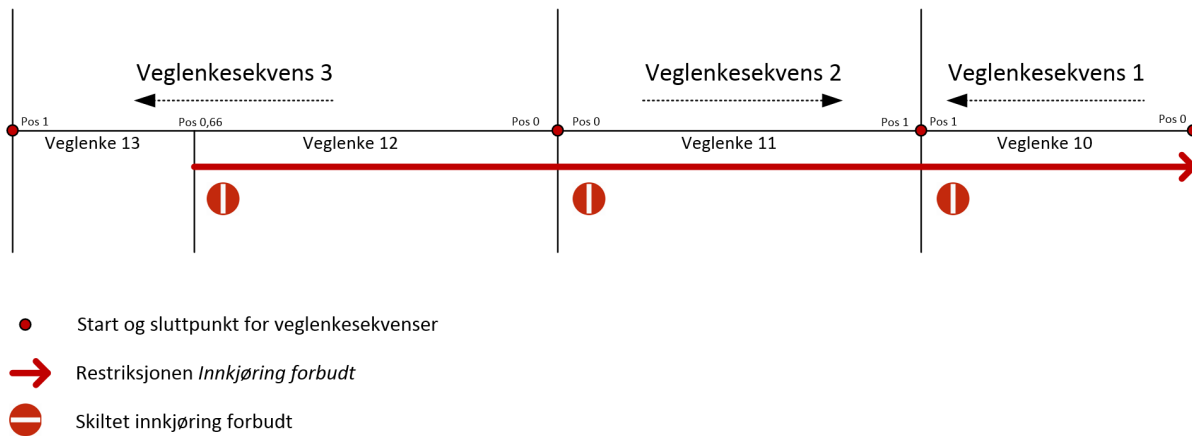 Veglenkesekvens 3
Veglenkesekvens 2
Veglenkesekvens 1
Pos 1
Pos 0,66
Pos 0
Pos 0
Pos 1
Pos 1
Pos 0
Veglenke 13
Veglenke 12
Veglenke 11
Veglenke 10
Start og sluttpunkt for veglenkesekvenser
Restriksjonen Innkjøring forbudt
Skiltet innkjøring forbudt